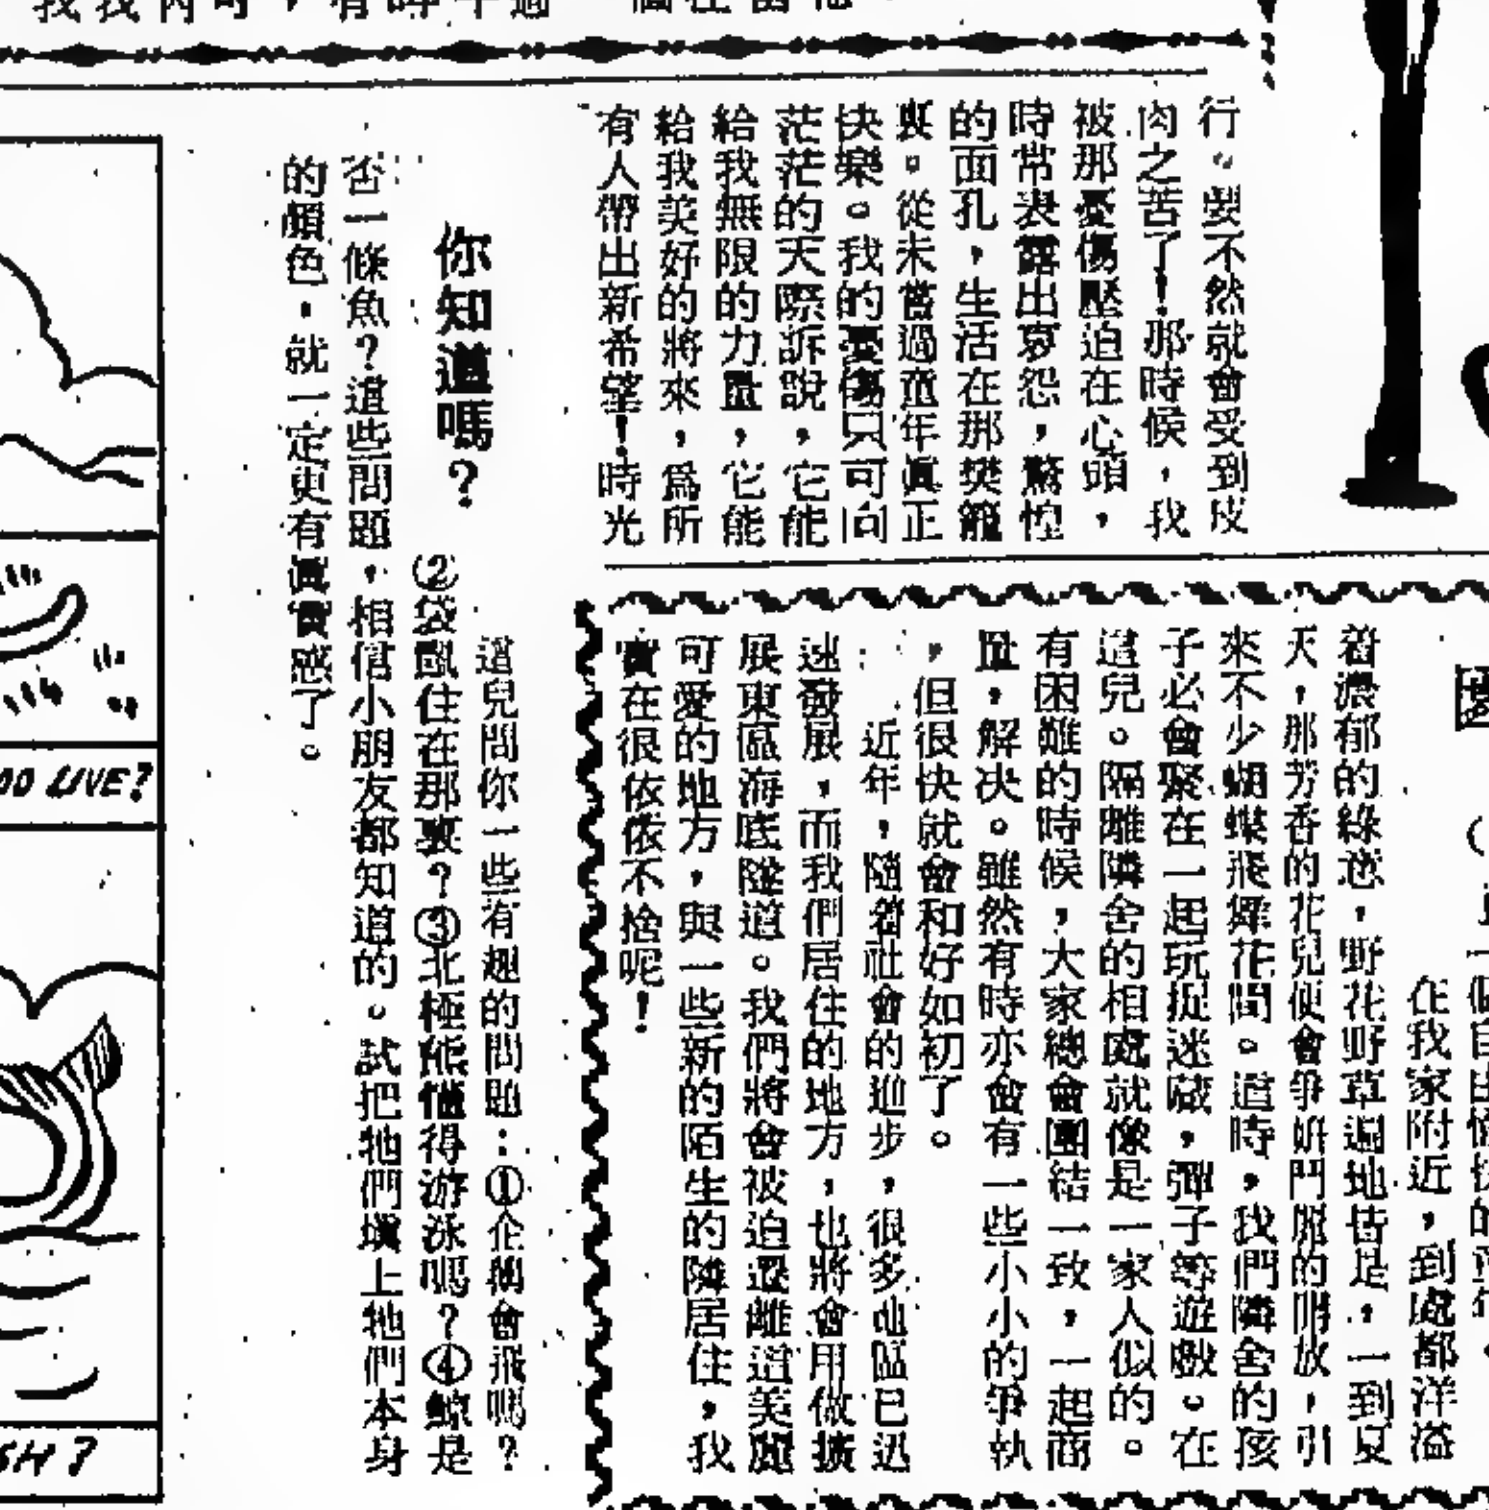 行。要不然就會受到皮
肉之苦了！那時候，我
被那憂傷壓迫在心頭，
時常表露出哀怨，驚惶
的面孔，生活在那樊籠
裏。從未嘗過童年眞正
快樂。我的憂傷只可向
茫茫的天際訴說，它能
給我無限的力量，它能
給我美好的將來，爲所
有人帶出新希望！時光
在我家附近，到處都洋溢
着濃郁的綠意，野花野草遍地皆是，一到夏
天，那芳香的花兒便會爭姸鬥麗的開放，引
來不少蝴蝶飛舞花間。這時，我們隣舍的孩
子必會聚在一起玩捉迷藏，彈子等遊戲。在
這兒。隔離隣舍的相處就像是一家人似的。
有困難的時候，大家總會團結一致，一起商
量，解决。雖然有時亦會有一些小小的爭執
，但很快就會和好如初了。
近年，隨着社會的進步，很多地區已迅
速發展，而我們居住的地方，也將會用做擴
展東區海底隧道。我們將會被迫遷離這美麗
可愛的地方，與一些新的陌生的隣居住，我
實在很依依不捨呢！
你知道嗎？
這兒問你一些有趣的問題：①企鵝會飛嗎？
②袋鼠住在那裏？③北極熊懂得游泳嗎？④鯨是
否一條魚？這些問題，相信小朋友都知道的。試把牠們塡上牠們本身
的顏色，就一定更有眞實感了。
OO LIVE?
SH?